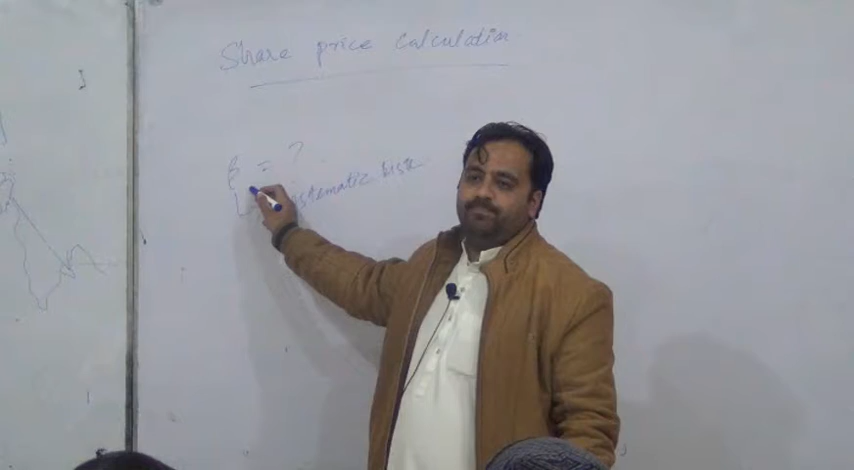 Share price Calculation
β = ?
systematic risk